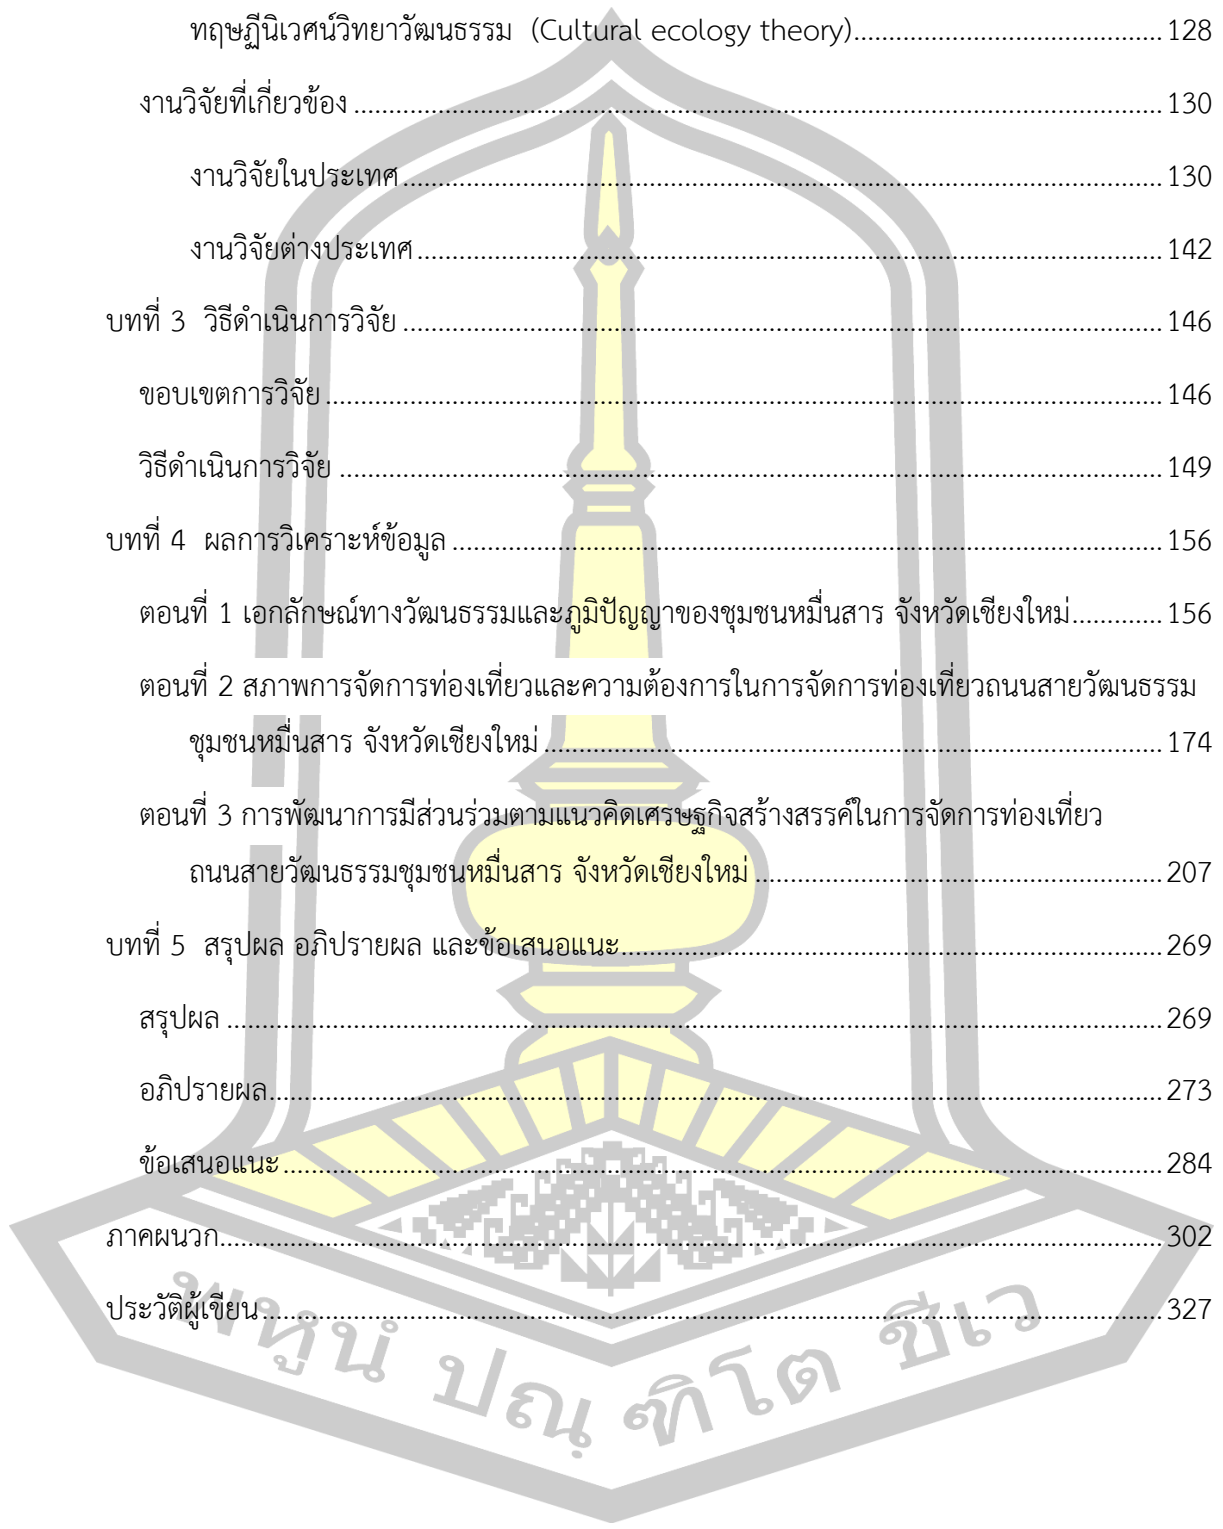 ทฤษฎีนิเวศน์วิทยาวัฒนธรรม (Cultural ecology theory)............................................ 128
งานวิจัยที่เกี่ยวข้อง ............................................ 130
งานวิจัยในประเทศ ............................................ 130
งานวิจัยต่างประเทศ ............................................ 142
บทที่ 3 วิธีดำเนินการวิจัย ............................................ 146
ขอบเขตการวิจัย ............................................ 146
วิธีดำเนินการวิจัย ............................................ 149
บทที่ 4 ผลการวิเคราะห์ข้อมูล ............................................ 156
ตอนที่ 1 เอกลักษณ์ทางวัฒนธรรมและภูมิปัญญาของชุมชนหมื่นสาร จังหวัดเชียงใหม่............. 156
ตอนที่ 2 สภาพการจัดการท่องเที่ยวและความต้องการในการจัดการท่องเที่ยวถนนสายวัฒนธรรม
ชุมชนหมื่นสาร จังหวัดเชียงใหม่ ............................................ 174
ตอนที่ 3 การพัฒนาการมีส่วนร่วมตามแนวคิดเศรษฐกิจสร้างสรรค์ในการจัดการท่องเที่ยว
ถนนสายวัฒนธรรมชุมชนหมื่นสาร จังหวัดเชียงใหม่ ............................................ 207
บทที่ 5 สรุปผล อภิปรายผล และข้อเสนอแนะ............................................ 269
สรุปผล ............................................ 269
อภิปรายผล............................................ 273
ข้อเสนอแนะ ............................................ 284
ภาคผนวก............................................ 302
ประวัติผู้เขียน ............................................ 327
พหูนํ ปณฺฑิโต ชีเว